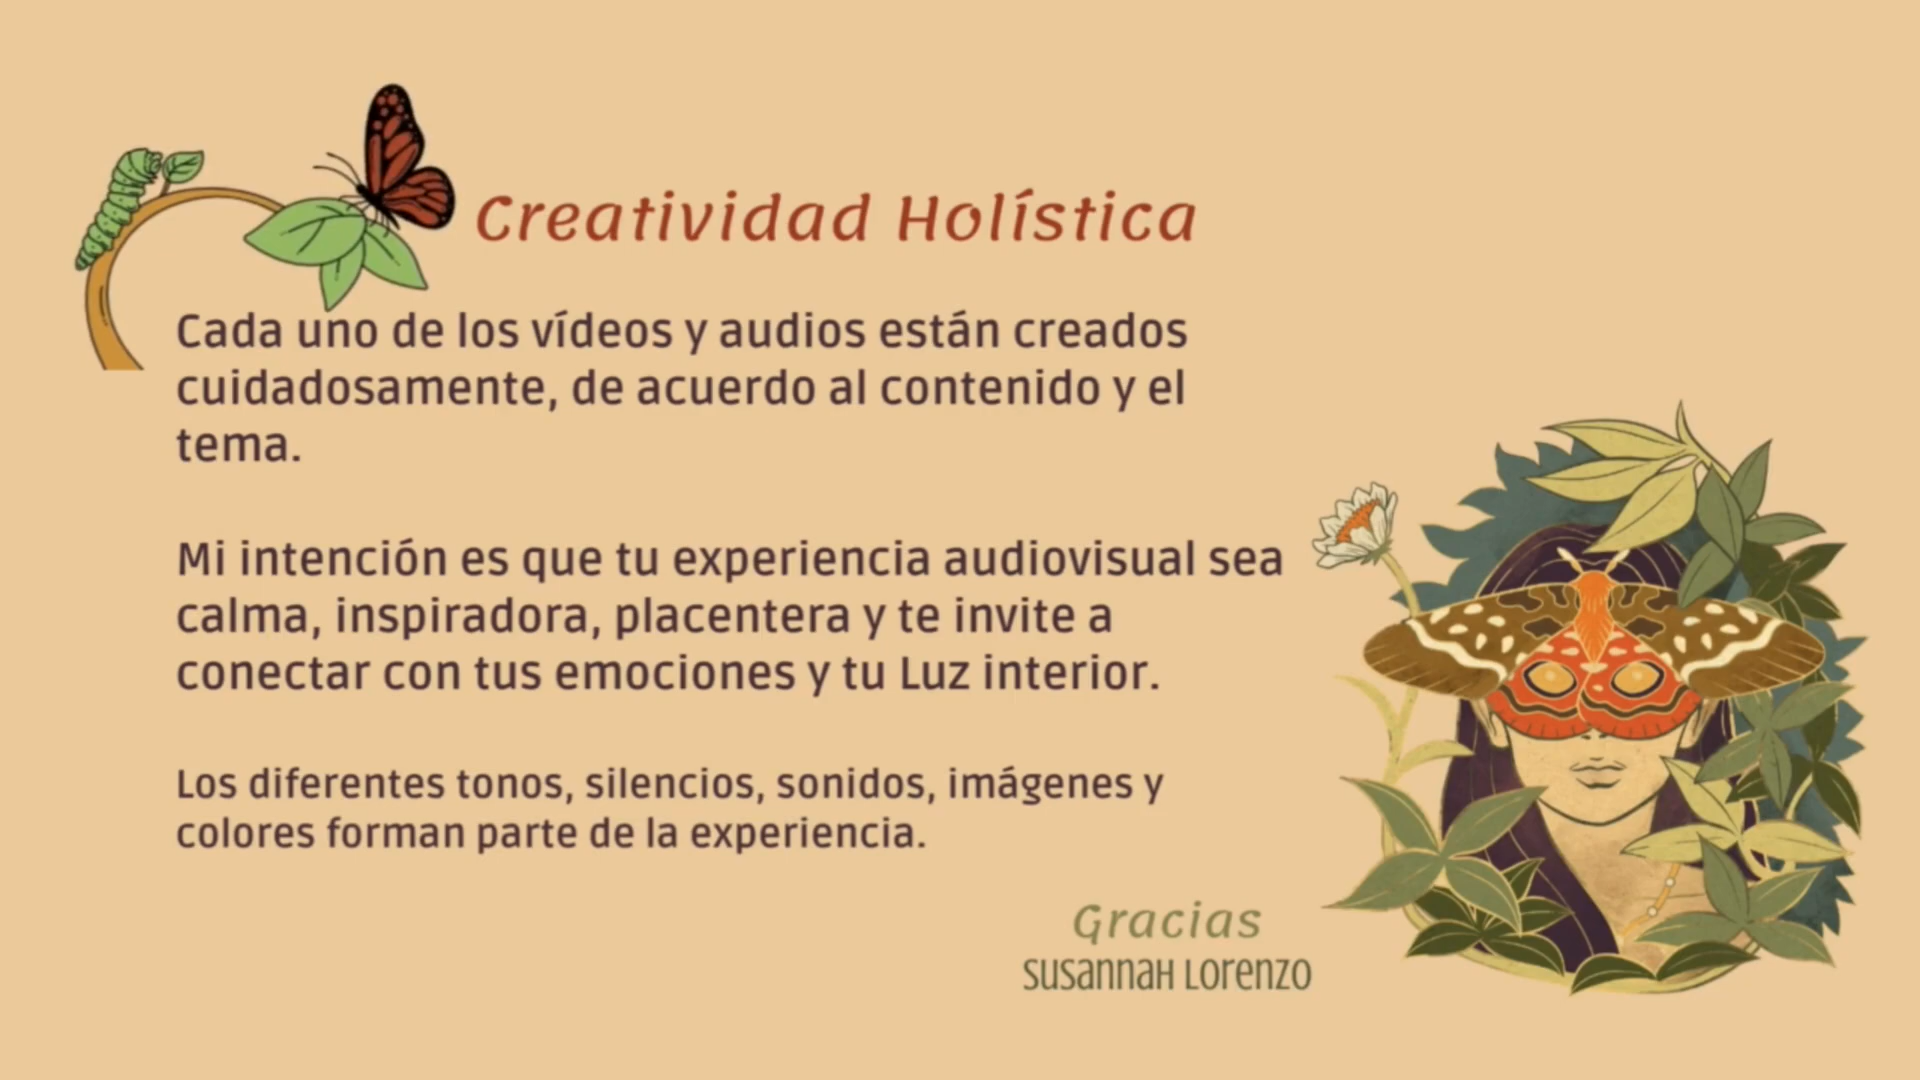 Creatividad Holística
Cada uno de los vídeos y audios están creados
cuidadosamente, de acuerdo al contenido y el
tema.
Mi intención es que tu experiencia audiovisual sea
calma, inspiradora, placentera y te invite a
conectar con tus emociones y tu Luz interior.
Los diferentes tonos, silencios, sonidos, imágenes y
colores forman parte de la experiencia.
Gracias
Susannah Lorenzo